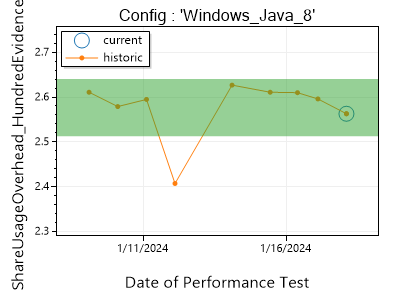 Config : 'Windows_Java_8'
current
historic
ShareUsageOverhead_HundredEvidence
2.7
2.6
2.5
2.4
2.3
1/11/2024
1/16/2024
Date of Performance Test